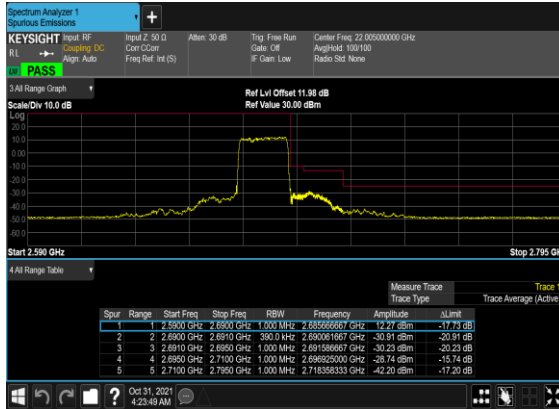 Spectrum Analyzer 1
Spurious Emissions
+
KEYSIGHT Input: RF Input Z: 50 Ω Atten: 30 dB Trig: Free Run Center Freq: 22.005000000 GHz
RL Coupling: DC Corr CCorr Gate: Off Avg|Hold: 100/100
Align: Auto Freq Ref: Int (S) IF Gain: Low Radio Std: None
PASS
3 All Range Graph
Ref Lvl Offset 11.98 dB
Scale/Div 10.0 dB Ref Value 30.00 dBm
Log
20.0
10.0
0.00
-10.0
-20.0
-30.0
-40.0
-50.0
-60.0
Start 2.590 GHz Stop 2.795 G
4 All Range Table
Measure Trace Trace 1
Trace Type Trace Average (Active
Spur Range Start Freq Stop Freq RBW Frequency Amplitude ΔLimit
1 1 2.5900 GHz 2.6900 GHz 1.000 MHz 2.685666667 GHz 12.27 dBm -17.73 dB
2 2 2.6900 GHz 2.6910 GHz 390.0 kHz 2.690061667 GHz -30.91 dBm -20.91 dB
3 3 2.6910 GHz 2.6950 GHz 1.000 MHz 2.691586667 GHz -30.23 dBm -20.23 dB
4 4 2.6950 GHz 2.7100 GHz 1.000 MHz 2.696925000 GHz -28.74 dBm -15.74 dB
5 5 2.7100 GHz 2.7950 GHz 1.000 MHz 2.718358333 GHz -42.20 dBm -17.20 dB
? Oct 31, 2021
4:23:49 AM